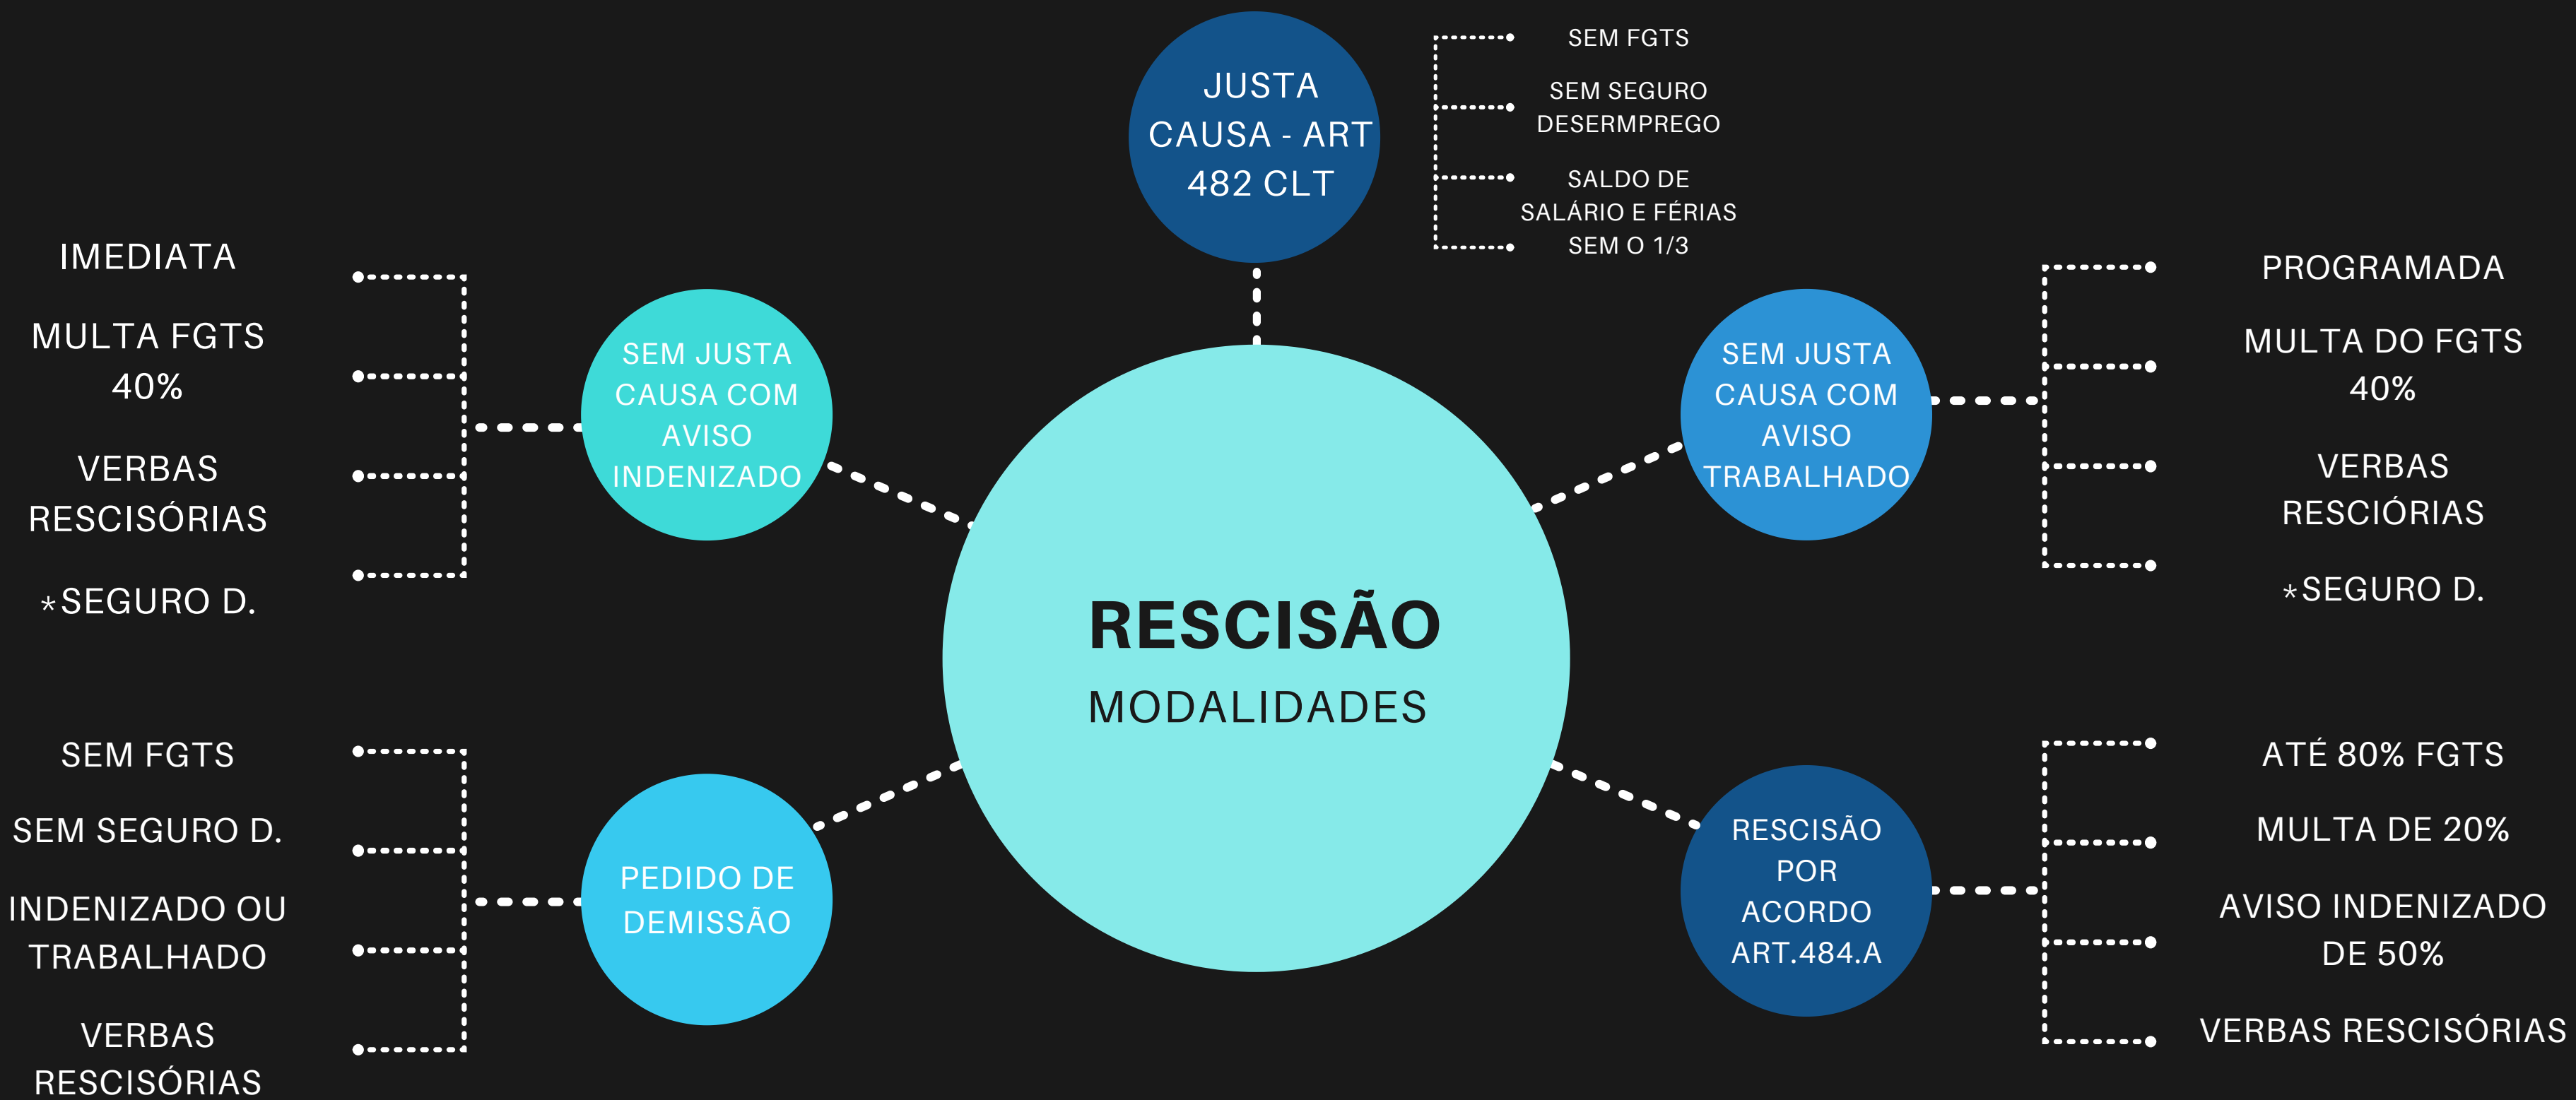 JUSTA
CAUSA - ART
482 CLT
SEM FGTS
SEM SEGURO
DESERMPREGO
SALDO DE
SALÁRIO E FÉRIAS
SEM O 1/3
IMEDIATA
MULTA FGTS
40%
VERBAS
RESCISÓRIAS
*SEGURO D.
SEM JUSTA
CAUSA COM
AVISO
INDENIZADO
SEM JUSTA
CAUSA COM
AVISO
TRABALHADO
PROGRAMADA
MULTA DO FGTS
40%
VERBAS
RESCIÓRIAS
*SEGURO D.
RESCISÃO
MODALIDADES
SEM FGTS
SEM SEGURO D.
INDENIZADO OU
TRABALHADO
VERBAS
RESCISÓRIAS
PEDIDO DE
DEMISSÃO
RESCISÃO
POR
ACORDO
ART.484.A
ATÉ 80% FGTS
MULTA DE 20%
AVISO INDENIZADO
DE 50%
VERBAS RESCISÓRIAS